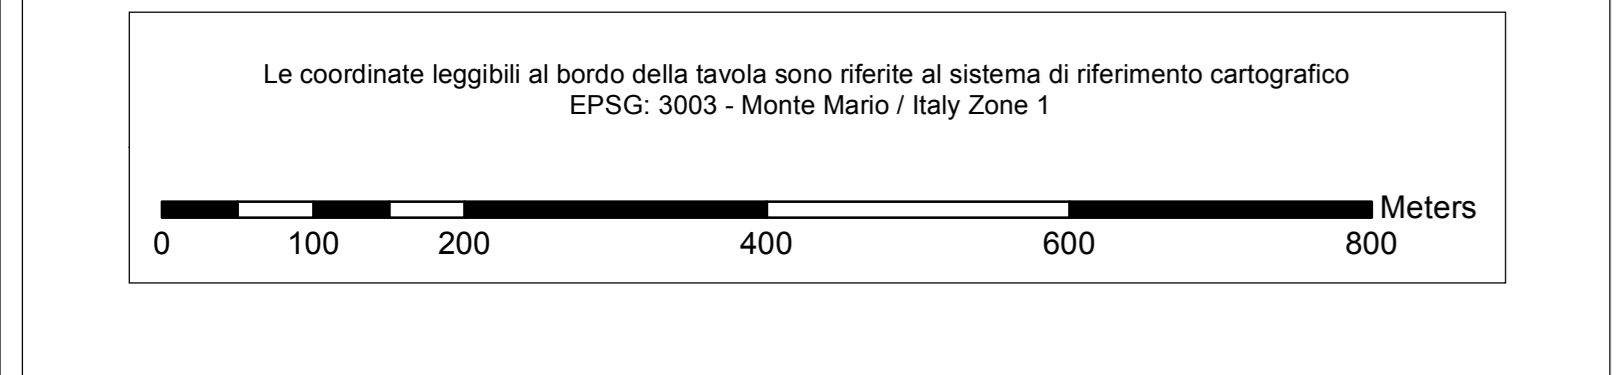 Le coordinate leggibili al bordo della tavola sono riferite al sistema di riferimento cartografico
EPSG: 3003 - Monte Mario / Italy Zone 1
Meters
0 100 200 400 600 800